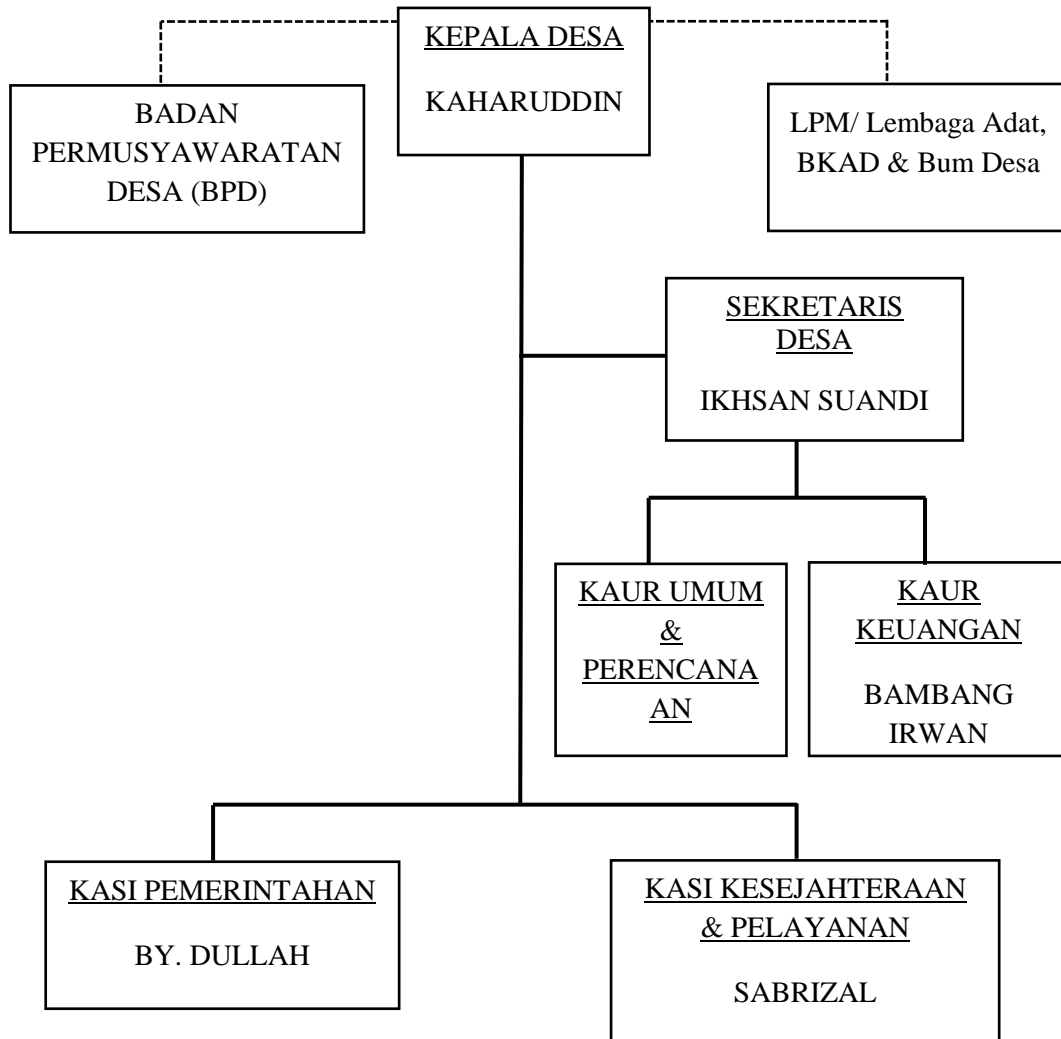 KEPALA DESA
KAHARUDDIN
BADAN
PERMUSYAWARATAN
DESA (BPD)
LPM/ Lembaga Adat,
BKAD & Bum Desa
SEKRETARIS
DESA
IKHSAN SUANDI
KAUR UMUM
&
PERENCANA
AN
KAUR
KEUANGAN
BAMBANG
IRWAN
KASI PEMERINTAHAN
BY. DULLAH
KASI KESEJAHTERAAN
& PELAYANAN
SABRIZAL